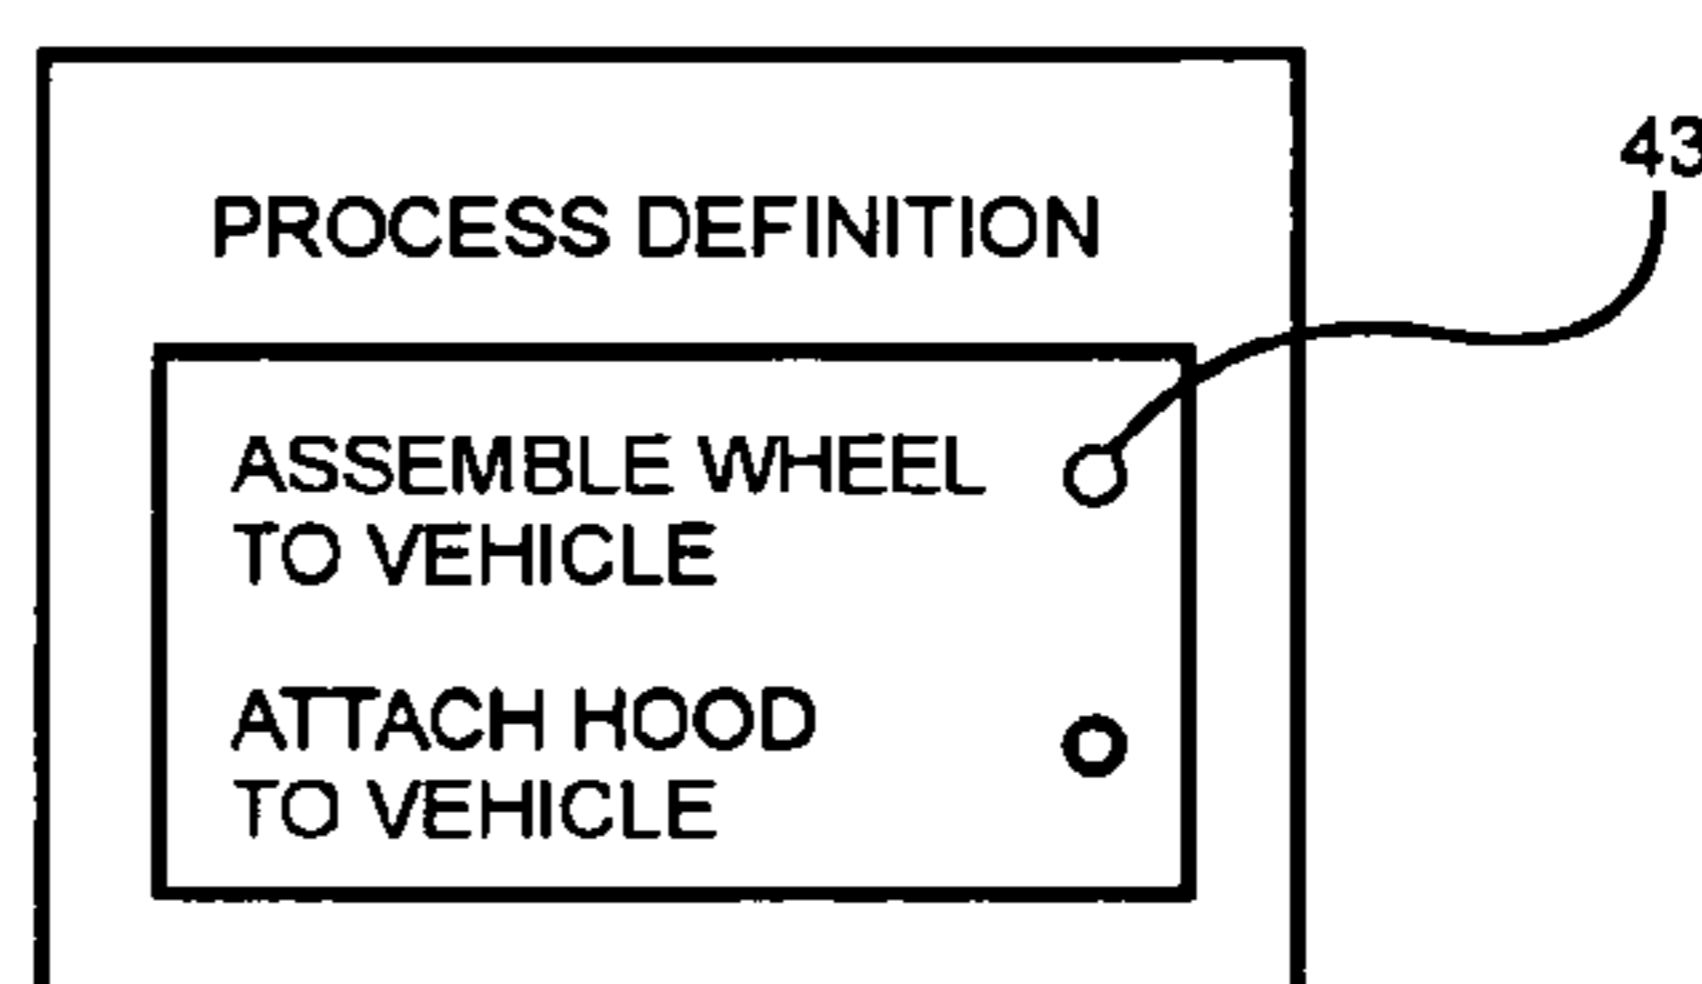 43
PROCESS DEFINITION
ASSEMBLE WHEEL
TO VEHICLE
ATTACH HOOD
TO VEHICLE